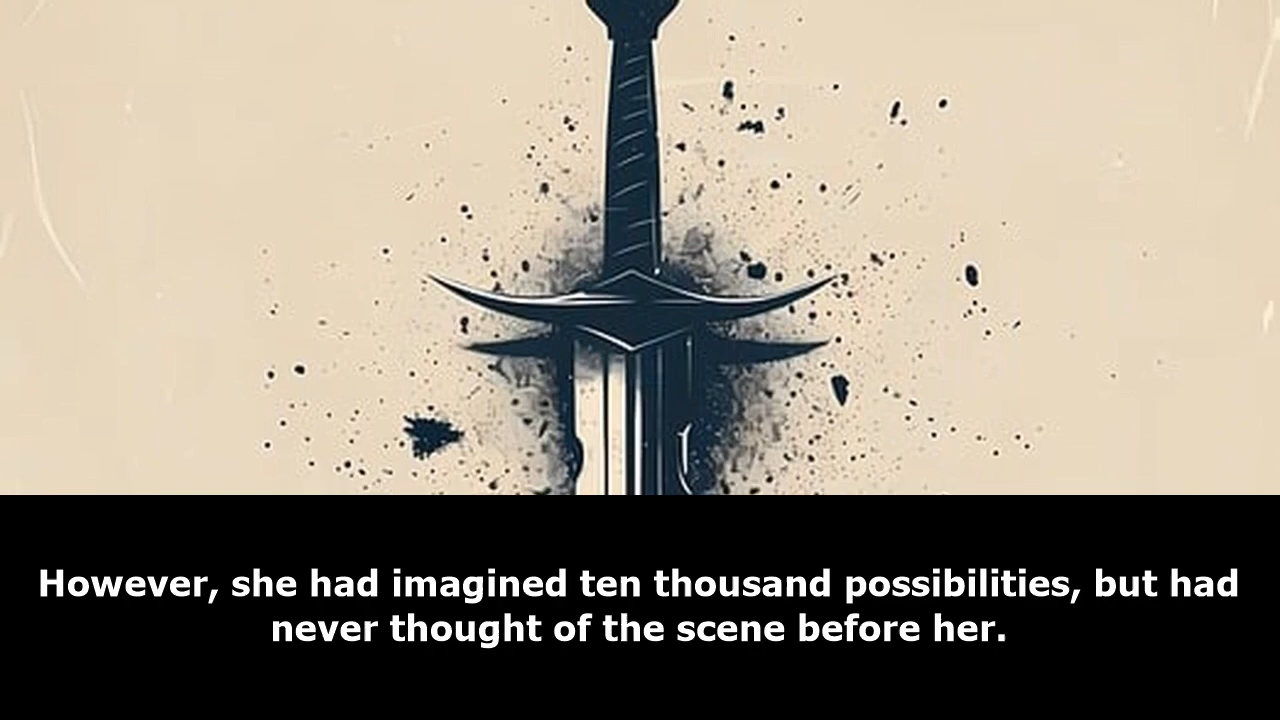 However, she had imagined ten thousand possibilities, but had
never thought of the scene before her.